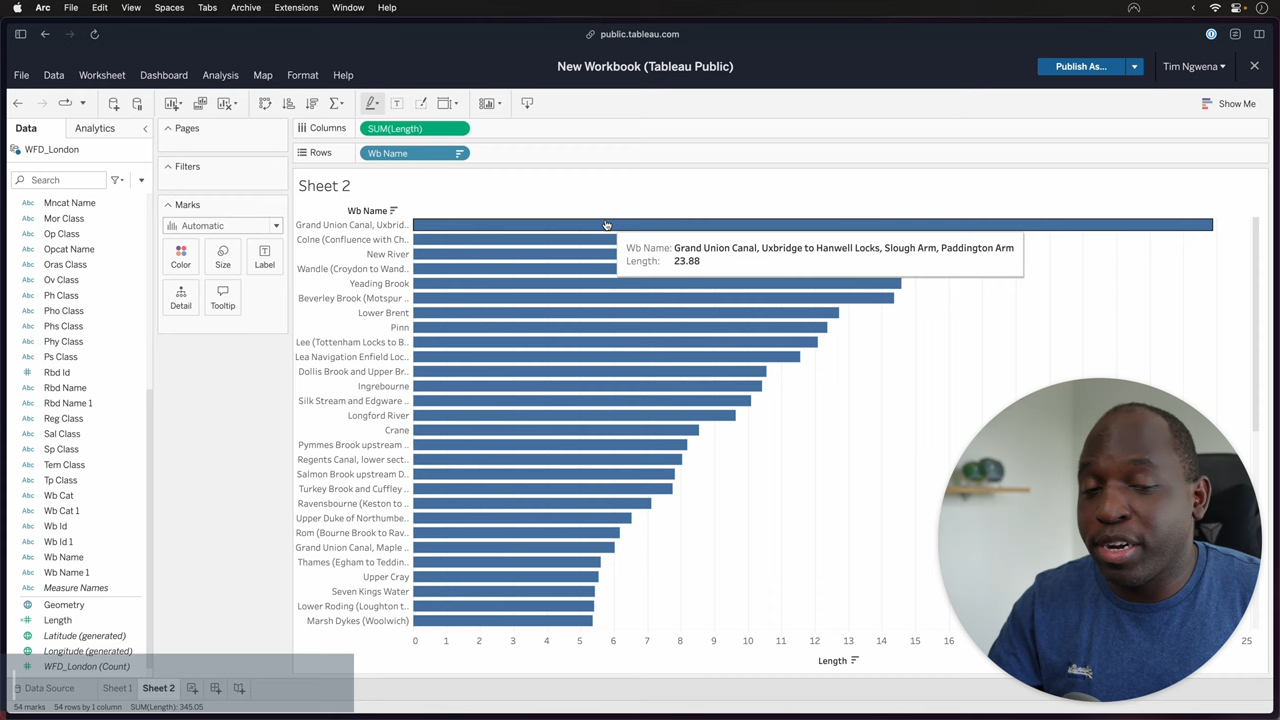 Arc File Edit View Spaces Tabs Archive Extensions Window Help
public.tableau.com
New Workbook (Tableau Public)
Publish As...
Tim Ngwena
File Data Worksheet Dashboard Analysis Map Format Help
Show Me
Data Analytics
WFD_London
Search
Mncat Name
Mor Class
Op Class
Opcat Name
Oras Class
Ov Class
Ph Class
Pho Class
Phs Class
Phy Class
Ps Class
Rbd Id
Rbd Name
Rbd Name 1
Reg Class
Sal Class
Sp Class
Tem Class
Tp Class
Wb Cat
Wb Cat 1
Wb Id
Wb Id 1
Wb Name
Wb Name 1
Measure Names
Geometry
Length
Latitude (generated)
Longitude (generated)
WFD_London (Count)
Pages
Filters
Marks
Automatic
Color Size Label
Detail Tooltip
Columns SUM(Length)
Rows Wb Name
Sheet 2
Wb Name
Grand Union Canal, Uxbrid..
Colne (Confluence with Ch..
New River
Wandle (Croydon to Wand..
Yeading Brook
Beverley Brook (Motspur ..
Lower Brent
Pinn
Lee (Tottenham Locks to B..
Lea Navigation Enfield Loc..
Dollis Brook and Upper Br..
Ingrebourne
Silk Stream and Edgware ..
Longford River
Crane
Pymmes Brook upstream ..
Regents Canal, lower sect..
Salmon Brook upstream D..
Turkey Brook and Cuffley ..
Ravensbourne (Keston to ..
Upper Duke of Northumbe..
Rom (Bourne Brook to Rav..
Grand Union Canal, Maple ..
Thames (Egham to Teddin..
Upper Cray
Seven Kings Water
Lower Roding (Loughton t..
Marsh Dykes (Woolwich)
Wb Name: Grand Union Canal, Uxbridge to Hanwell Locks, Slough Arm, Paddington Arm
Length: 23.88
0 1 2 3 4 5 6 7 8 9 10 11 12 13 14 15 16 25
Length
Data Source Sheet 1 Sheet 2
54 marks 54 rows by 1 column SUM(Length): 345.05